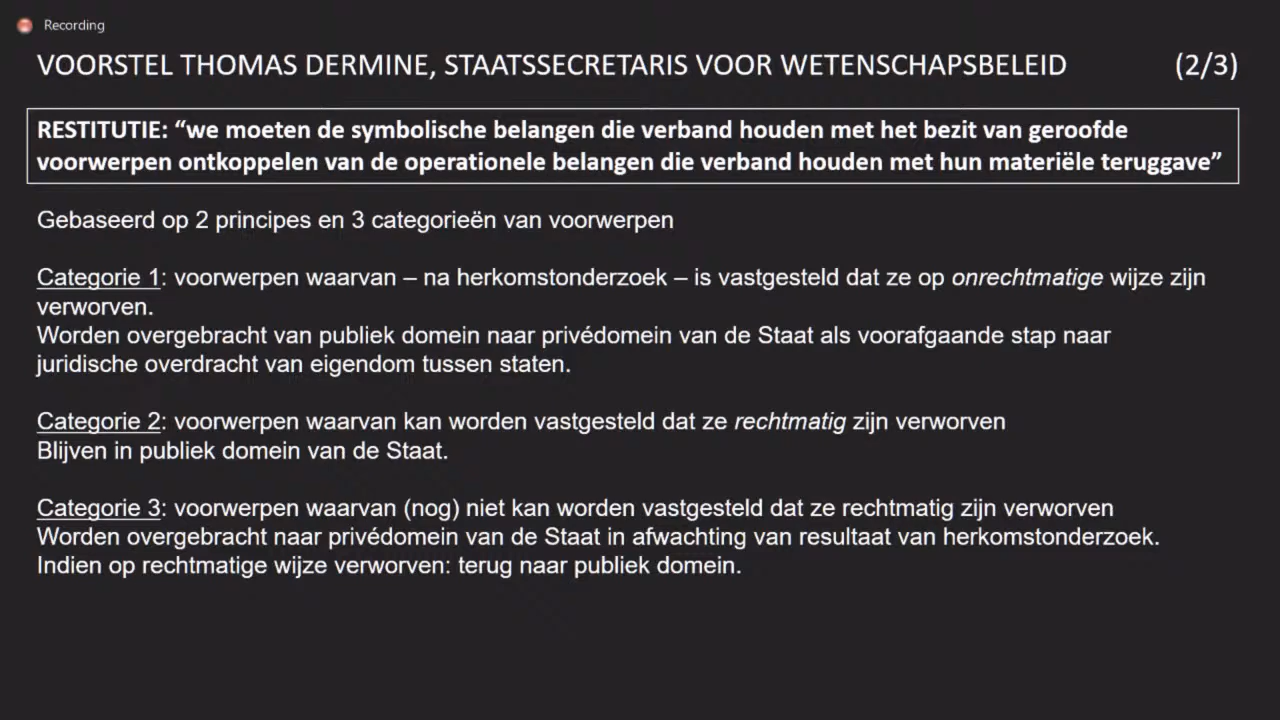 Recording
VOORSTEL THOMAS DERMINE, STAATSSECRETARIS VOOR WETENSCHAPSBELEID (2/3)
RESTITUTIE: “we moeten de symbolische belangen die verband houden met het bezit van geroofde
voorwerpen ontkoppelen van de operationele belangen die verband houden met hun materiële teruggave”
Gebaseerd op 2 principes en 3 categorieën van voorwerpen
Categorie 1: voorwerpen waarvan – na herkomstonderzoek – is vastgesteld dat ze op onrechtmatige wijze zijn
verworven.
Worden overgebracht van publiek domein naar privédomein van de Staat als voorafgaande stap naar
juridische overdracht van eigendom tussen staten.
Categorie 2: voorwerpen waarvan kan worden vastgesteld dat ze rechtmatig zijn verworven
Blijven in publiek domein van de Staat.
Categorie 3: voorwerpen waarvan (nog) niet kan worden vastgesteld dat ze rechtmatig zijn verworven
Worden overgebracht naar privédomein van de Staat in afwachting van resultaat van herkomstonderzoek.
Indien op rechtmatige wijze verworven: terug naar publiek domein.